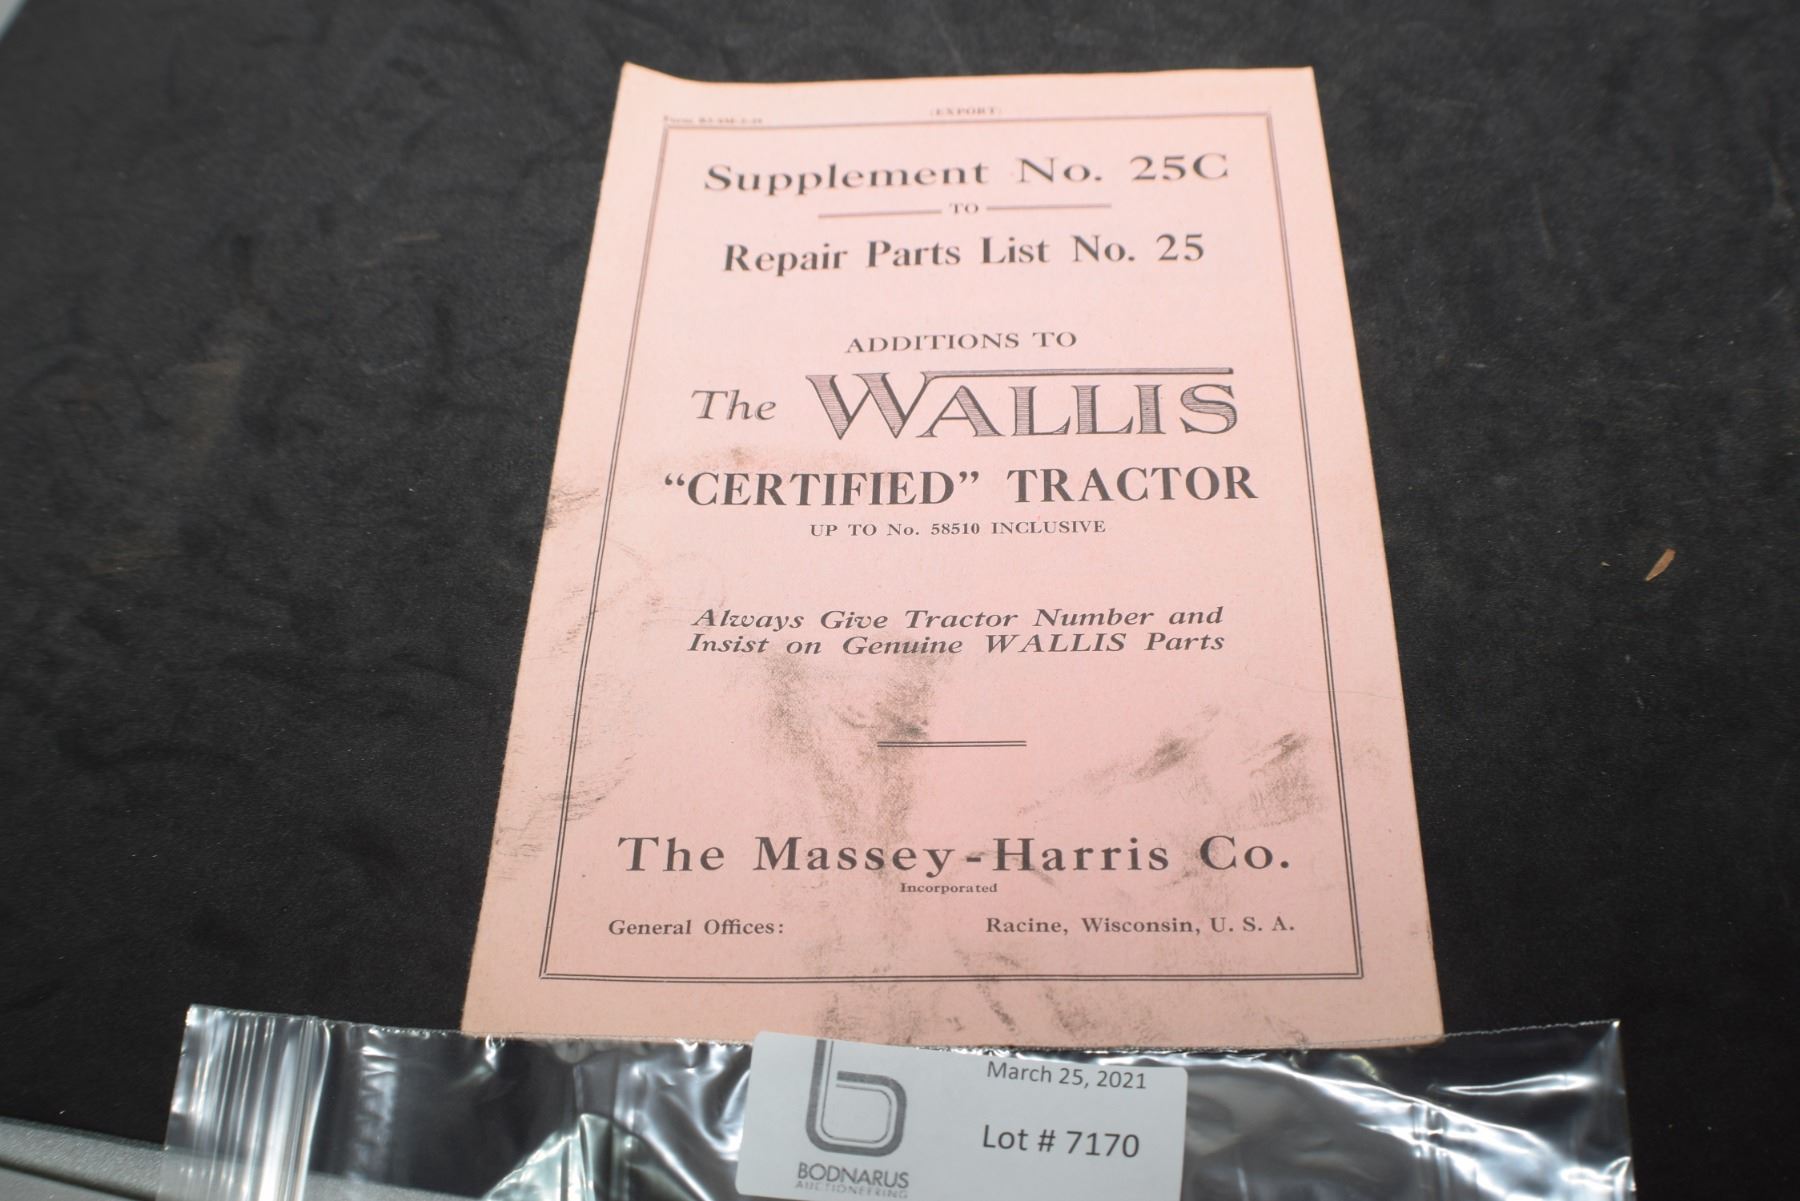 (EXPORT)
Supplement No. 25C
TO
Repair Parts List No. 25
ADDITIONS TO
The WALLIS
“CERTIFIED” TRACTOR
UP TO No. 58510 INCLUSIVE
Always Give Tractor Number and
Insist on Genuine WALLIS Parts
The Massey-Harris Co.
Incorporated
General Offices: Racine, Wisconsin, U. S. A.
March 25, 2021
Lot # 7170
BODNARUS
AUCTIONEERING